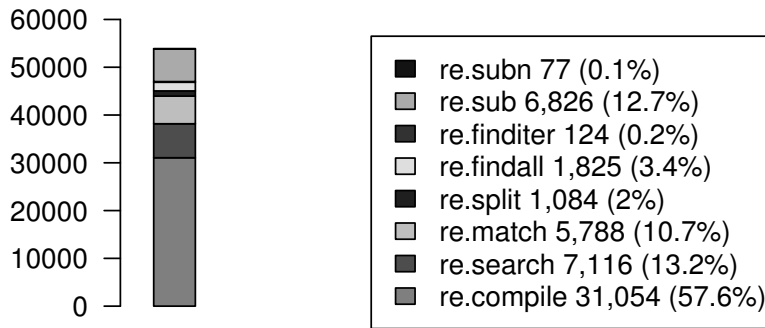 60000
50000
40000
30000
20000
10000
0
re.subn 77 (0.1%)
re.sub 6,826 (12.7%)
re.finditer 124 (0.2%)
re.findall 1,825 (3.4%)
re.split 1,084 (2%)
re.match 5,788 (10.7%)
re.search 7,116 (13.2%)
re.compile 31,054 (57.6%)